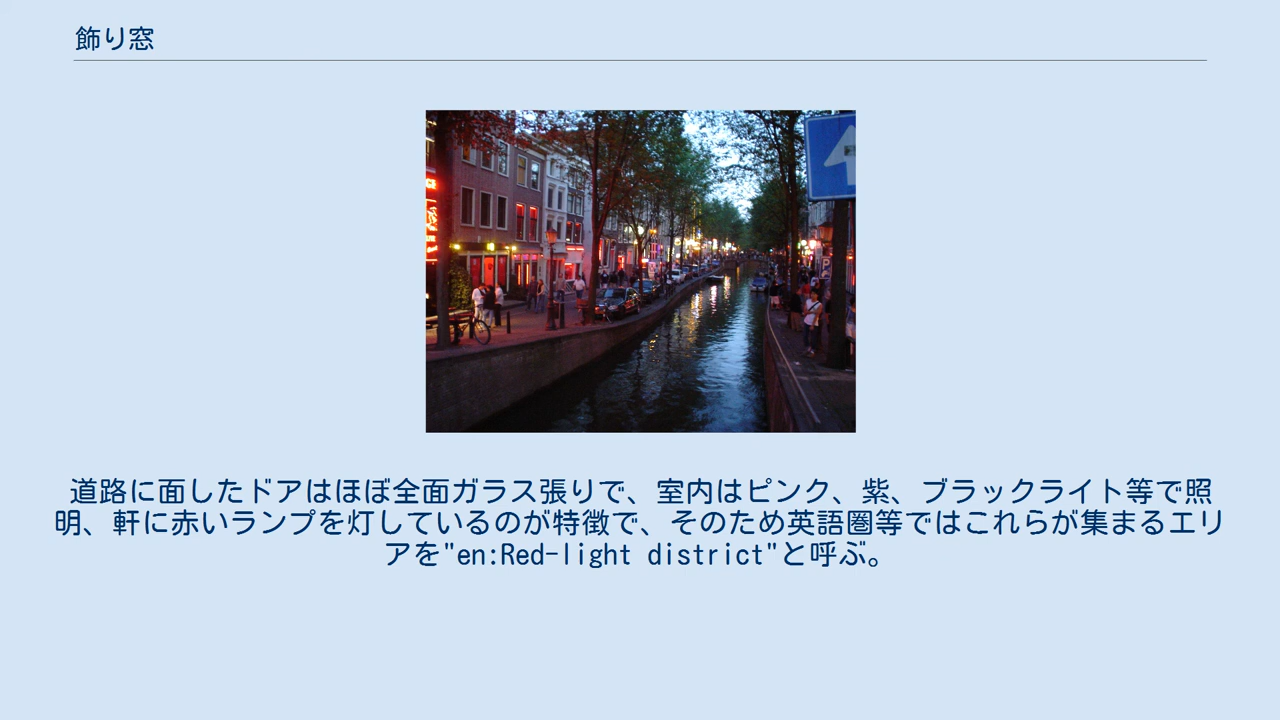 飾り窓
道路に面したドアはほぼ全面ガラス張りで、室内はピンク、紫、ブラックライト等で照
明、軒に赤いランプを灯しているのが特徴で、そのため英語圏等ではこれらが集まるエリ
アを"en:Red-light district"と呼ぶ。